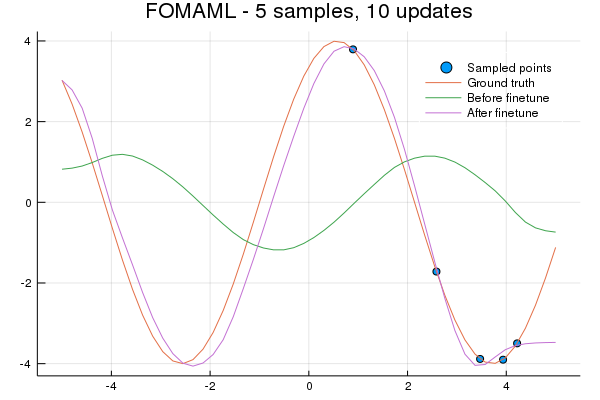 FOMAML - 5 samples, 10 updates
4
2
0
-2
-4
Sampled points
Ground truth
Before finetune
After finetune
-4
-2
0
2
4